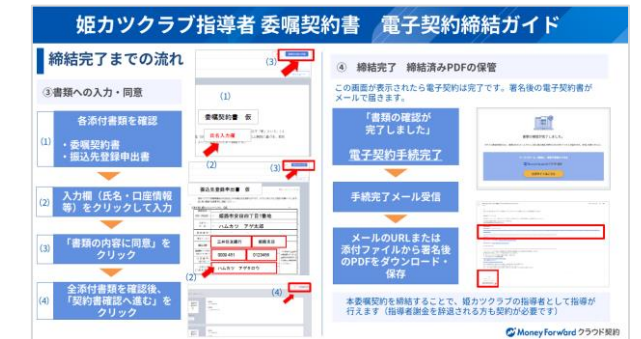 姫カツクラブ指導者 委嘱契約書 電子契約締結ガイド
締結完了までの流れ
③書類への入力・同意
(1)
各添付書類を確認
・委嘱契約書
・振込先登録申出書
(2)
入力欄（氏名・口座情報
等）をクリックして入力
(3)
「書類の内容に同意」を
クリック
(4)
全添付書類を確認後、
「契約書確認へ進む」を
クリック
(3)
(1)
委嘱契約書 仮
氏名入力欄
(2)
(3)
振込先登録申出書 仮
姫路市安田四丁目1番地
ハムカツ アゲ太郎
(2)
(4)
④ 締結完了 締結済みPDFの保管
この画面が表示されたら電子契約は完了です。署名後の電子契約書が
メールで届きます。
「書類の確認が
完了しました」
電子契約手続完了
手続完了メール受信
メールのURLまたは
添付ファイルから署名後
のPDFをダウンロード・
保存
本委嘱契約を締結することで、姫カツクラブの指導者として指導が
行えます（指導者謝金を辞退される方も契約が必要です）
Money Forward クラウド契約